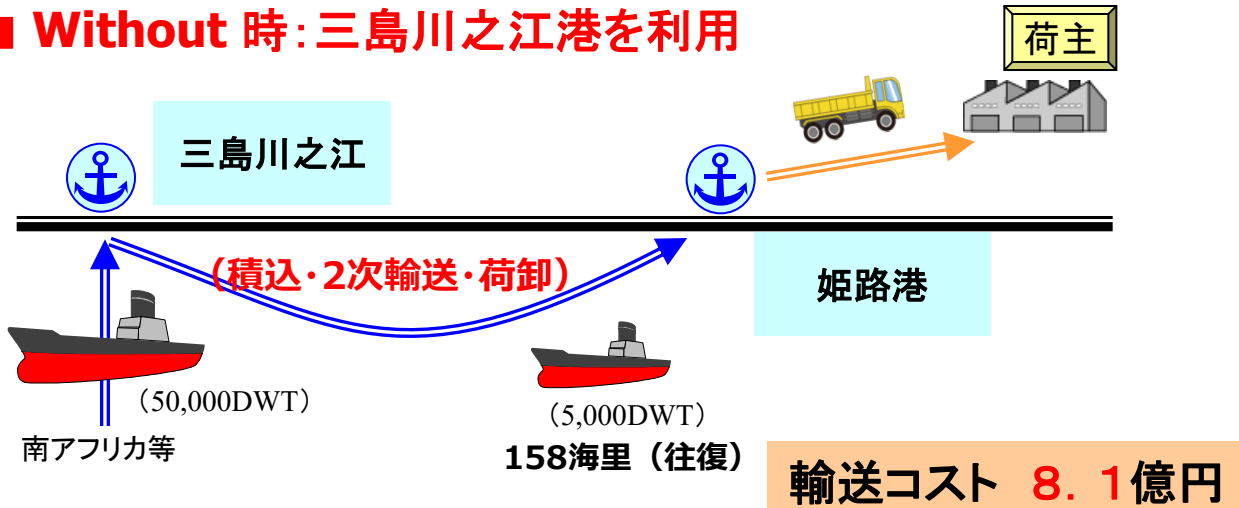 ■ Without 時：三島川之江港を利用
荷主
三島川之江
（積込・2次輸送・荷卸）
姫路港
（50,000DWT）
（5,000DWT）
南アフリカ等
158海里（往復）
輸送コスト　８．１億円